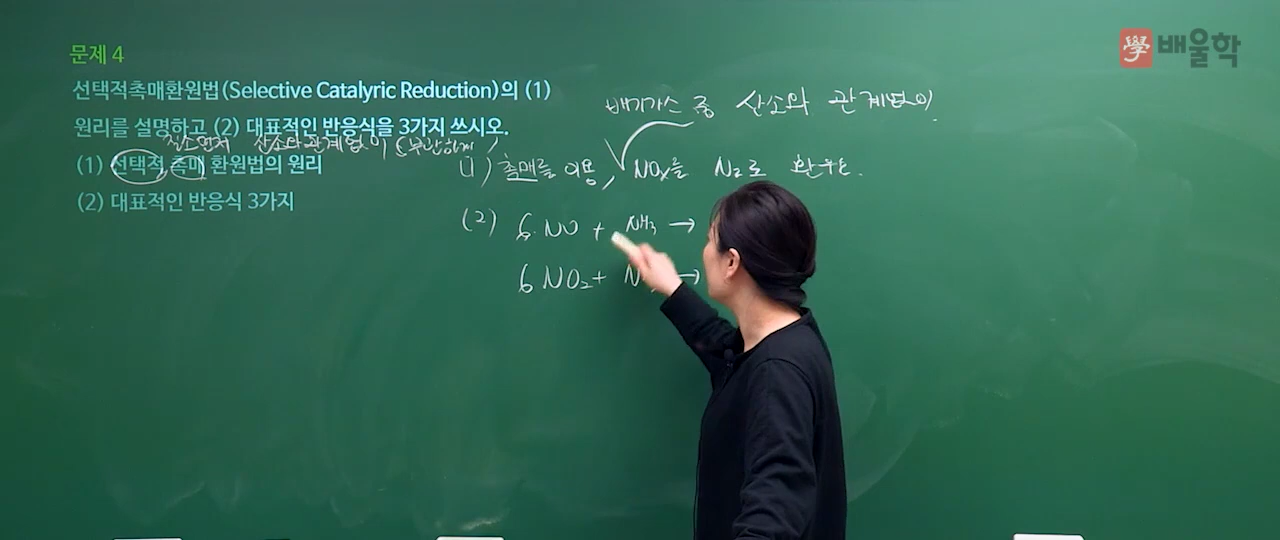 學 배울학
문제 4
선택적촉매환원법(Selective Catalyric Reduction)의 (1)
원리를 설명하고, (2) 대표적인 반응식을 3가지 쓰시오.
질소먼저 산소와 관계없이 (무관하게)
(1) 선택적 촉매 환원법의 원리
(2) 대표적인 반응식 3가지
배기가스 중 산소와 관계없이.
(1) 촉매를 이용, NOx를 N2로 환원.
(2) 6 NO + NH3 →
6 NO2 + N →